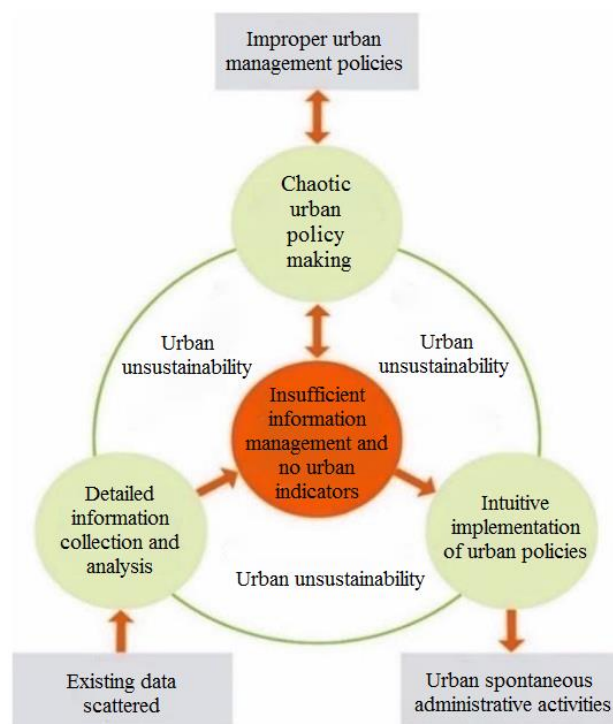 Improper urban
management policies
Chaotic
urban
policy
making
Urban
unsustainability
Urban
unsustainability
Insufficient
information
management and
no urban
indicators
Detailed
information
collection and
analysis
Intuitive
implementation
of urban policies
Urban unsustainability
Existing data
scattered
Urban spontaneous
administrative activities